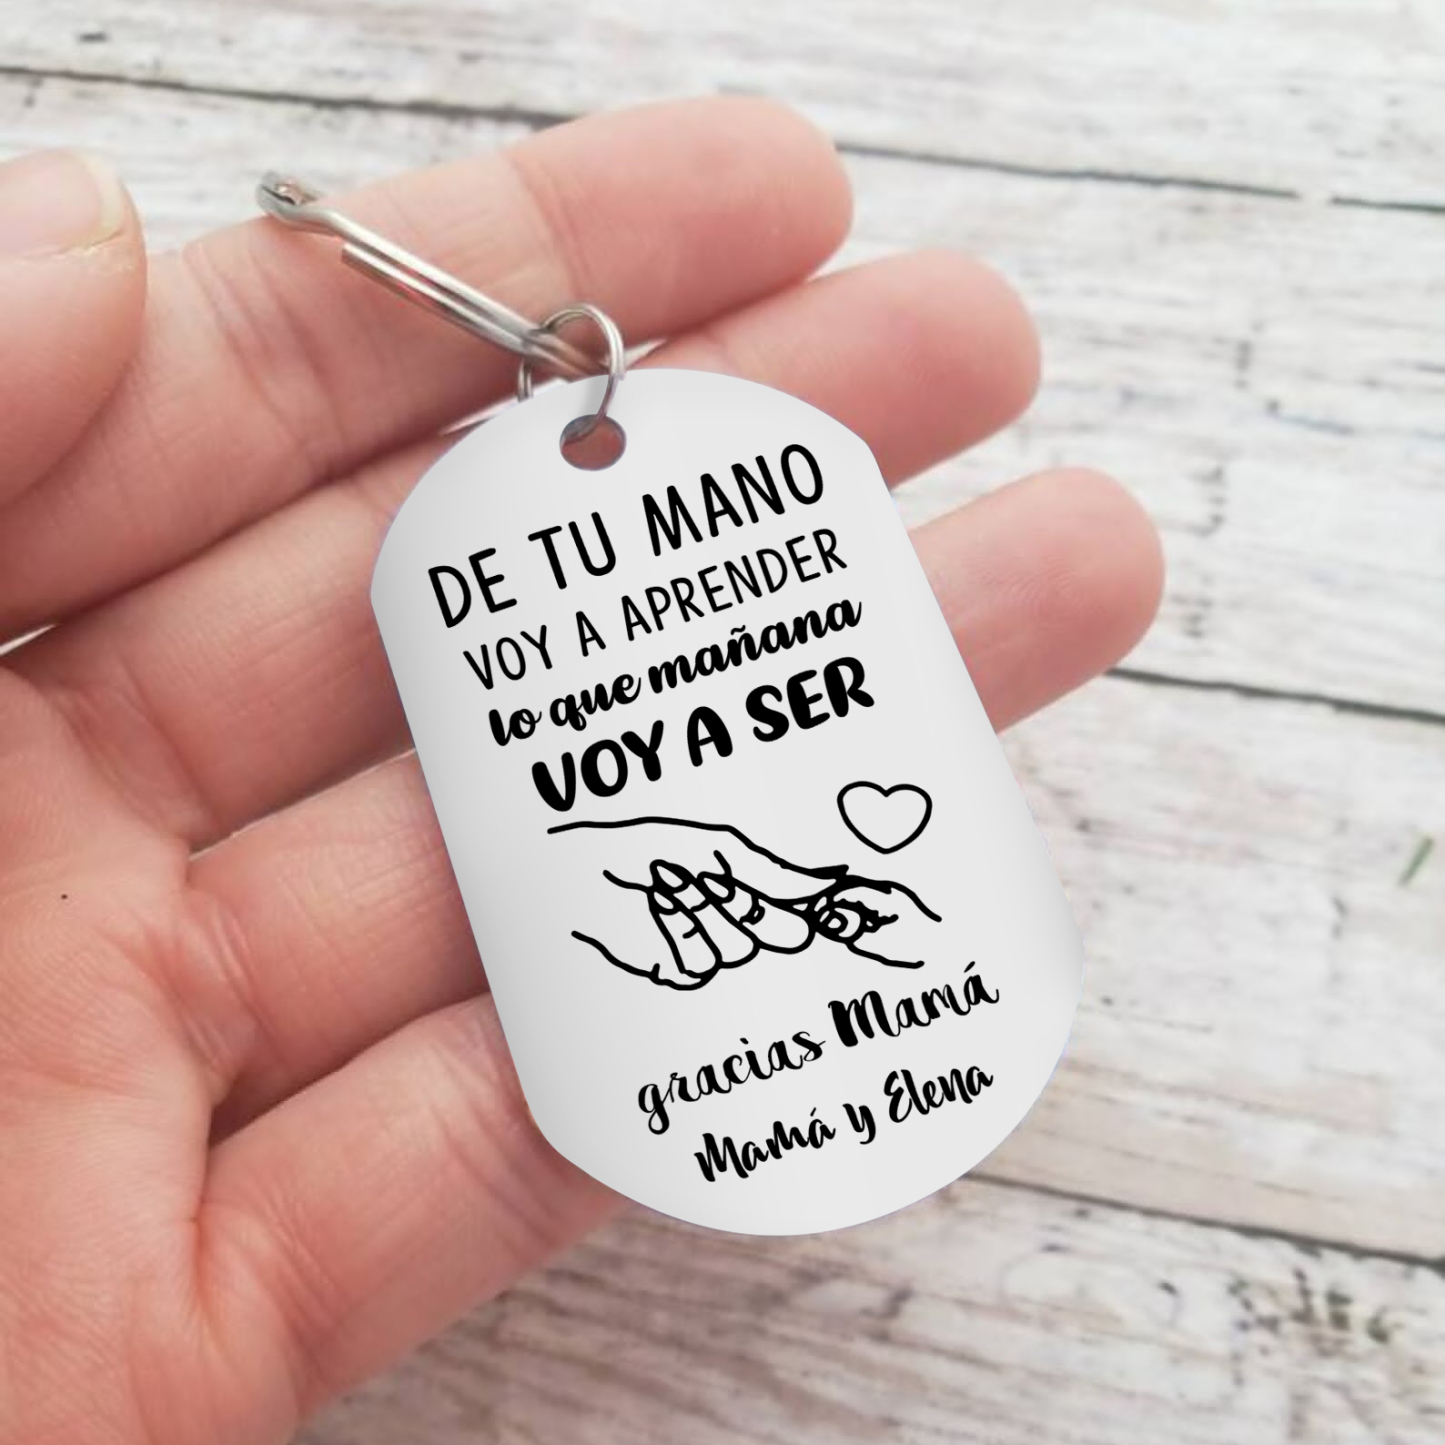 DE TU MANO
VOY A APRENDER
lo que mañana
VOY A SER
gracias Mamá
Mamá y Elena